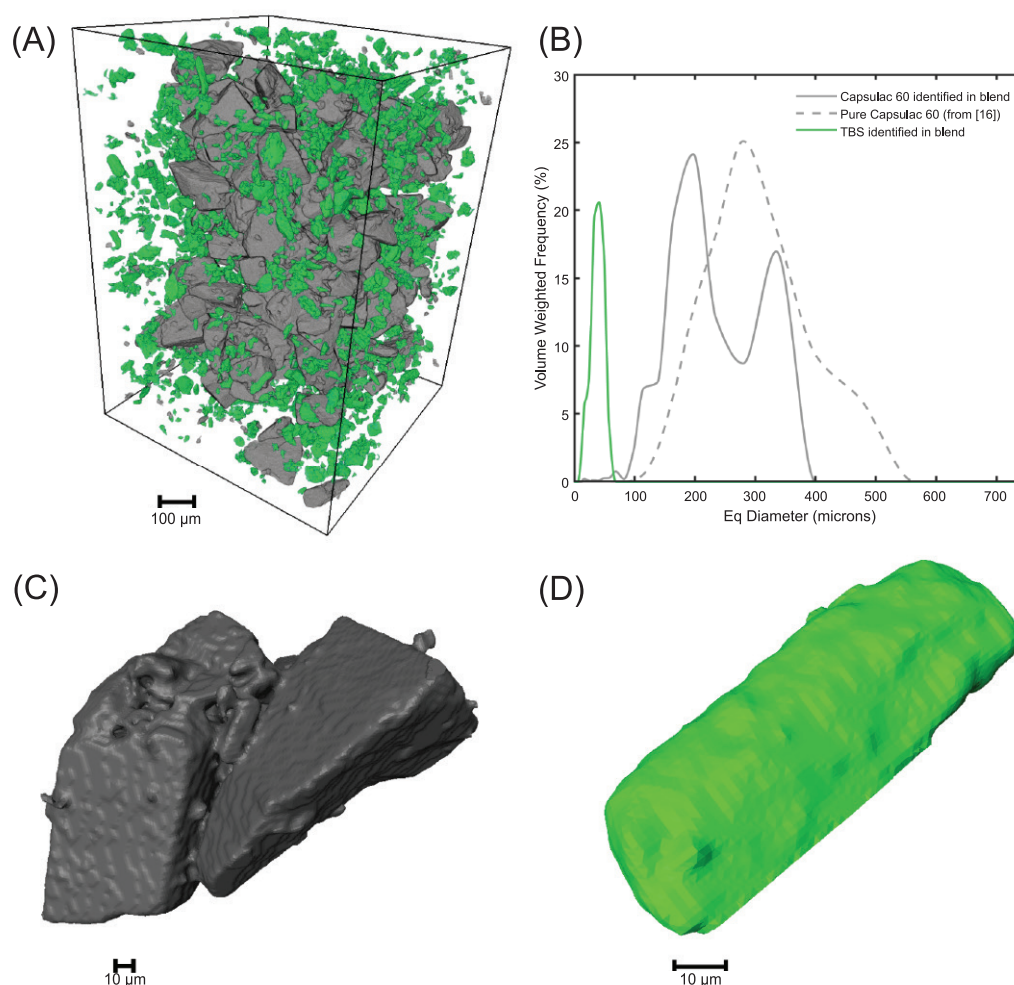 (A)
(B)
30
25
20
15
10
5
0
Volume Weighted Frequency (%)
Capsulac 60 identified in blend
Pure Capsulac 60 (from [16])
TBS identified in blend
0 100 200 300 400 500 600 700
Eq Diameter (microns)
100 µm
(C)
(D)
10 µm
10 µm